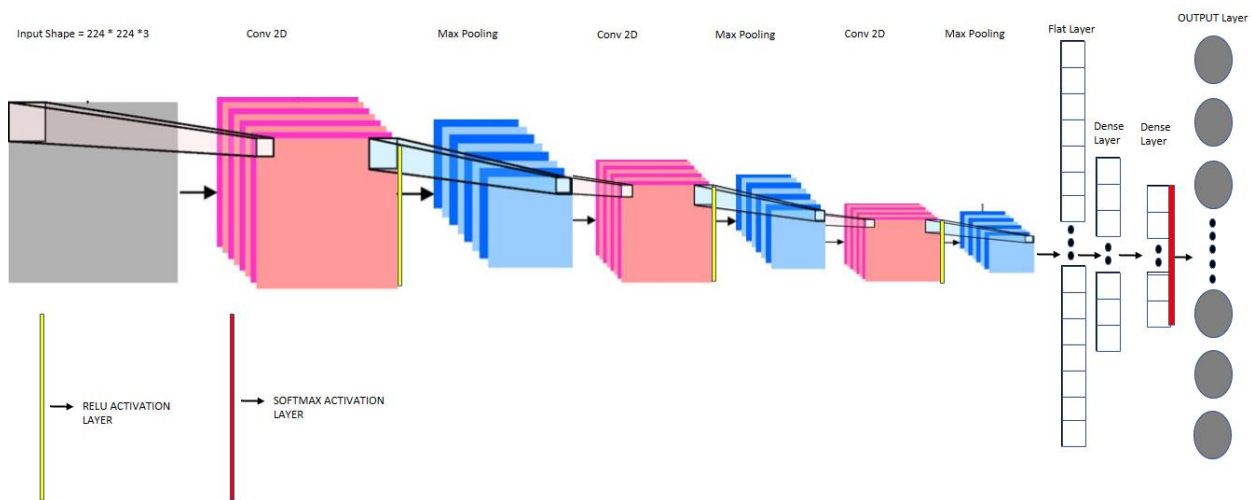 Input Shape = 224 * 224 *3
Conv 2D
Max Pooling
Conv 2D
Max Pooling
Conv 2D
Max Pooling
Flat Layer
OUTPUT Layer
Dense
Layer
Dense
Layer
RELU ACTIVATION
LAYER
SOFTMAX ACTIVATION
LAYER